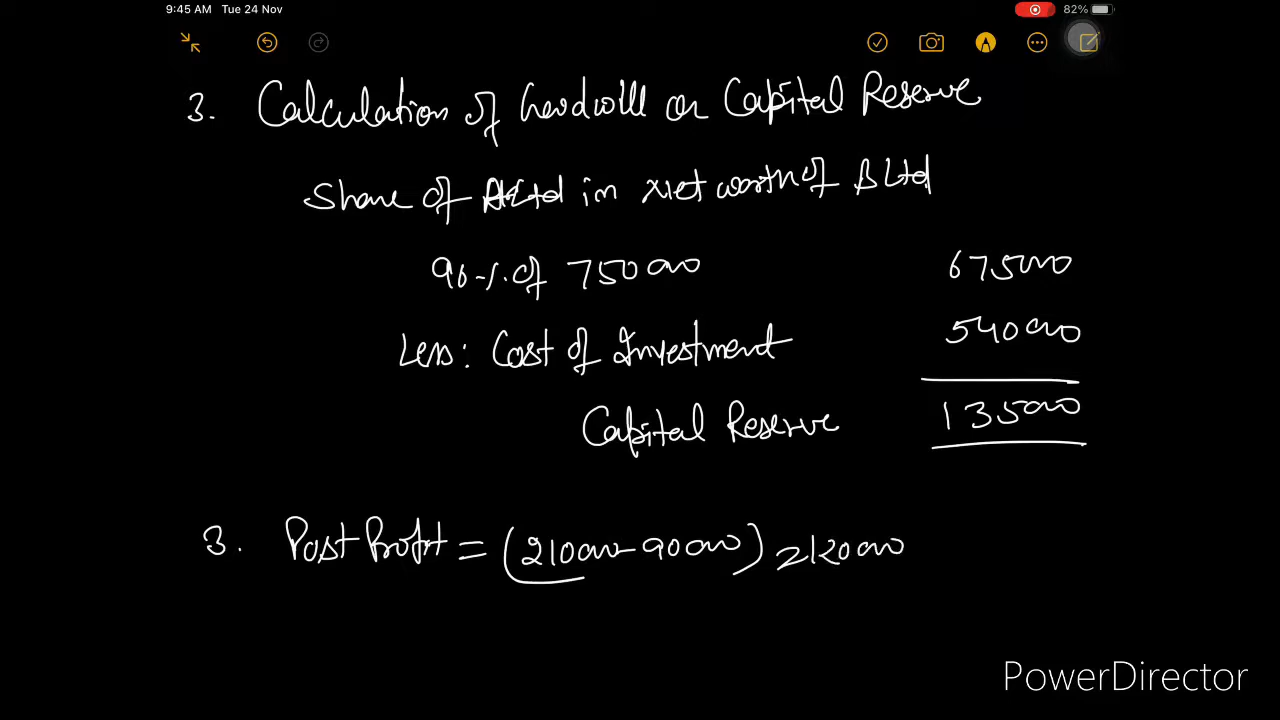 9:45 AM Tue 24 Nov
82%
3. Calculation of Goodwill or Capital Reserve
Share of A Ltd in Net worth of B Ltd
90%. of 750000 675000
Less: Cost of Investment 540000
Capital Reserve 135000
3. Post Profit = (210000-90000) = 120000
PowerDirector